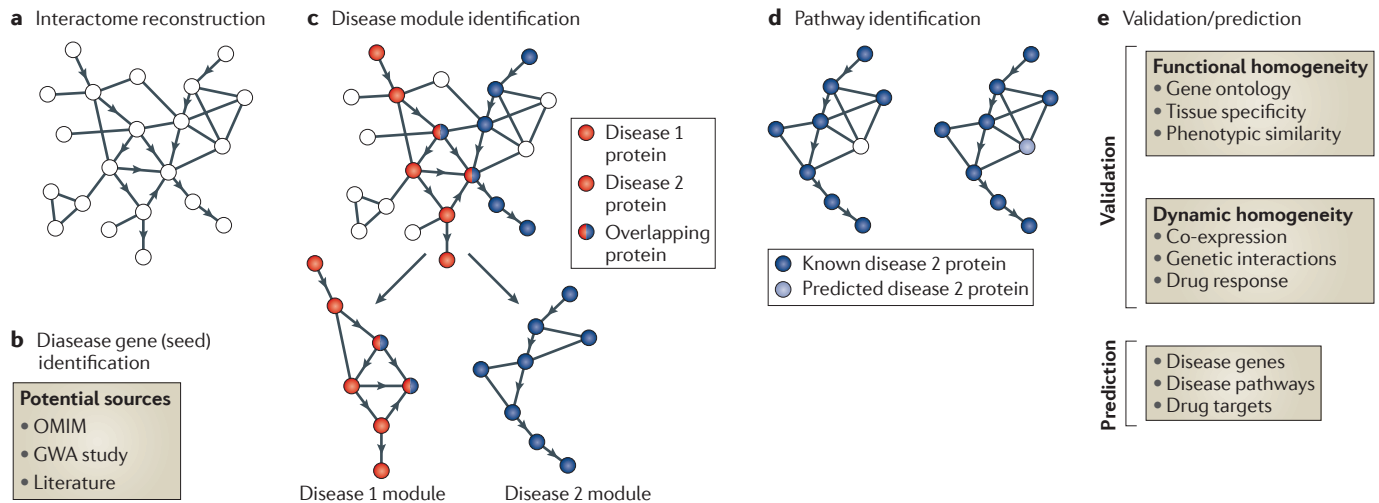 a Interactome reconstruction
b Diasease gene (seed)
identification
Potential sources
• OMIM
• GWA study
• Literature
c Disease module identification
Disease 1
protein
Disease 2
protein
Overlapping
protein
Disease 1 module
Disease 2 module
d Pathway identification
Known disease 2 protein
Predicted disease 2 protein
e Validation/prediction
Validation
Functional homogeneity
• Gene ontology
• Tissue specificity
• Phenotypic similarity
Dynamic homogeneity
• Co-expression
• Genetic interactions
• Drug response
Prediction
• Disease genes
• Disease pathways
• Drug targets